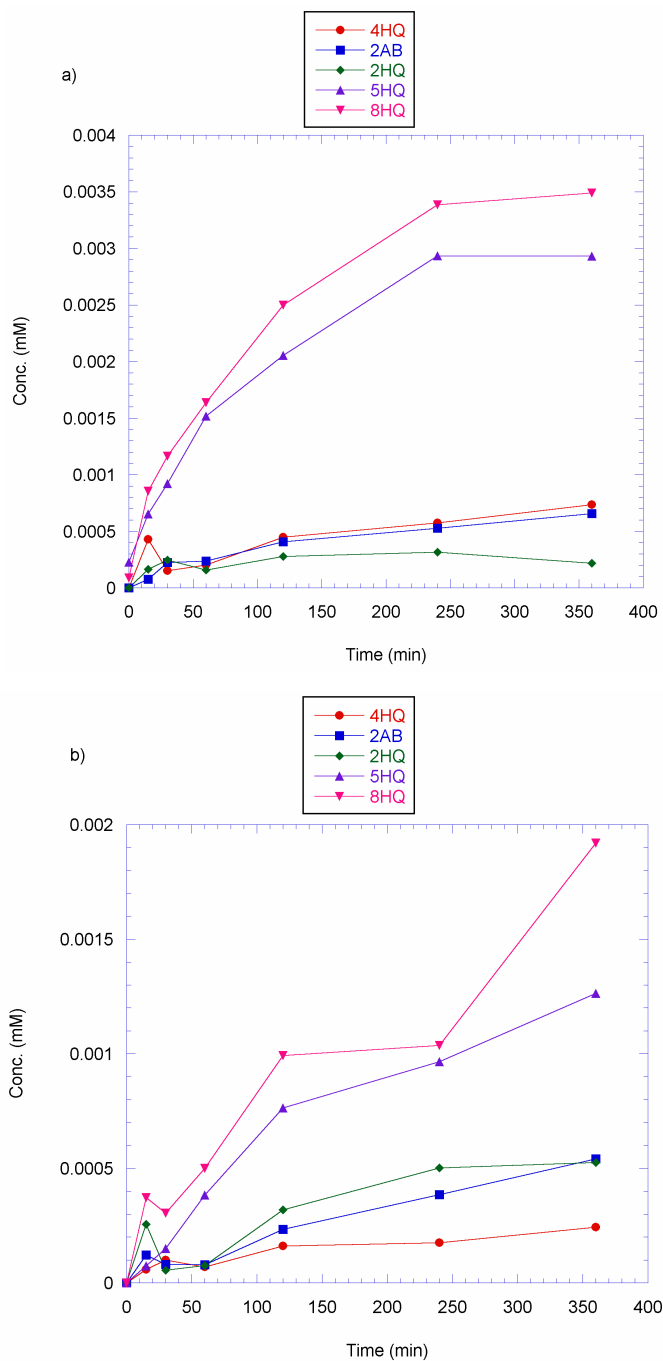 4HQ
a)
2AB
2HQ
5HQ
8HQ
0.004
0.0035
0.003
0.0025
0.002
0.0015
0.001
0.0005
0
Conc. (mM)
0 50 100 150 200 250 300 350 400
Time (min)
4HQ
2AB
b)
2HQ
5HQ
8HQ
0.002
0.0015
0.001
0.0005
0
Conc. (mM)
0 50 100 150 200 250 300 350 400
Time (min)